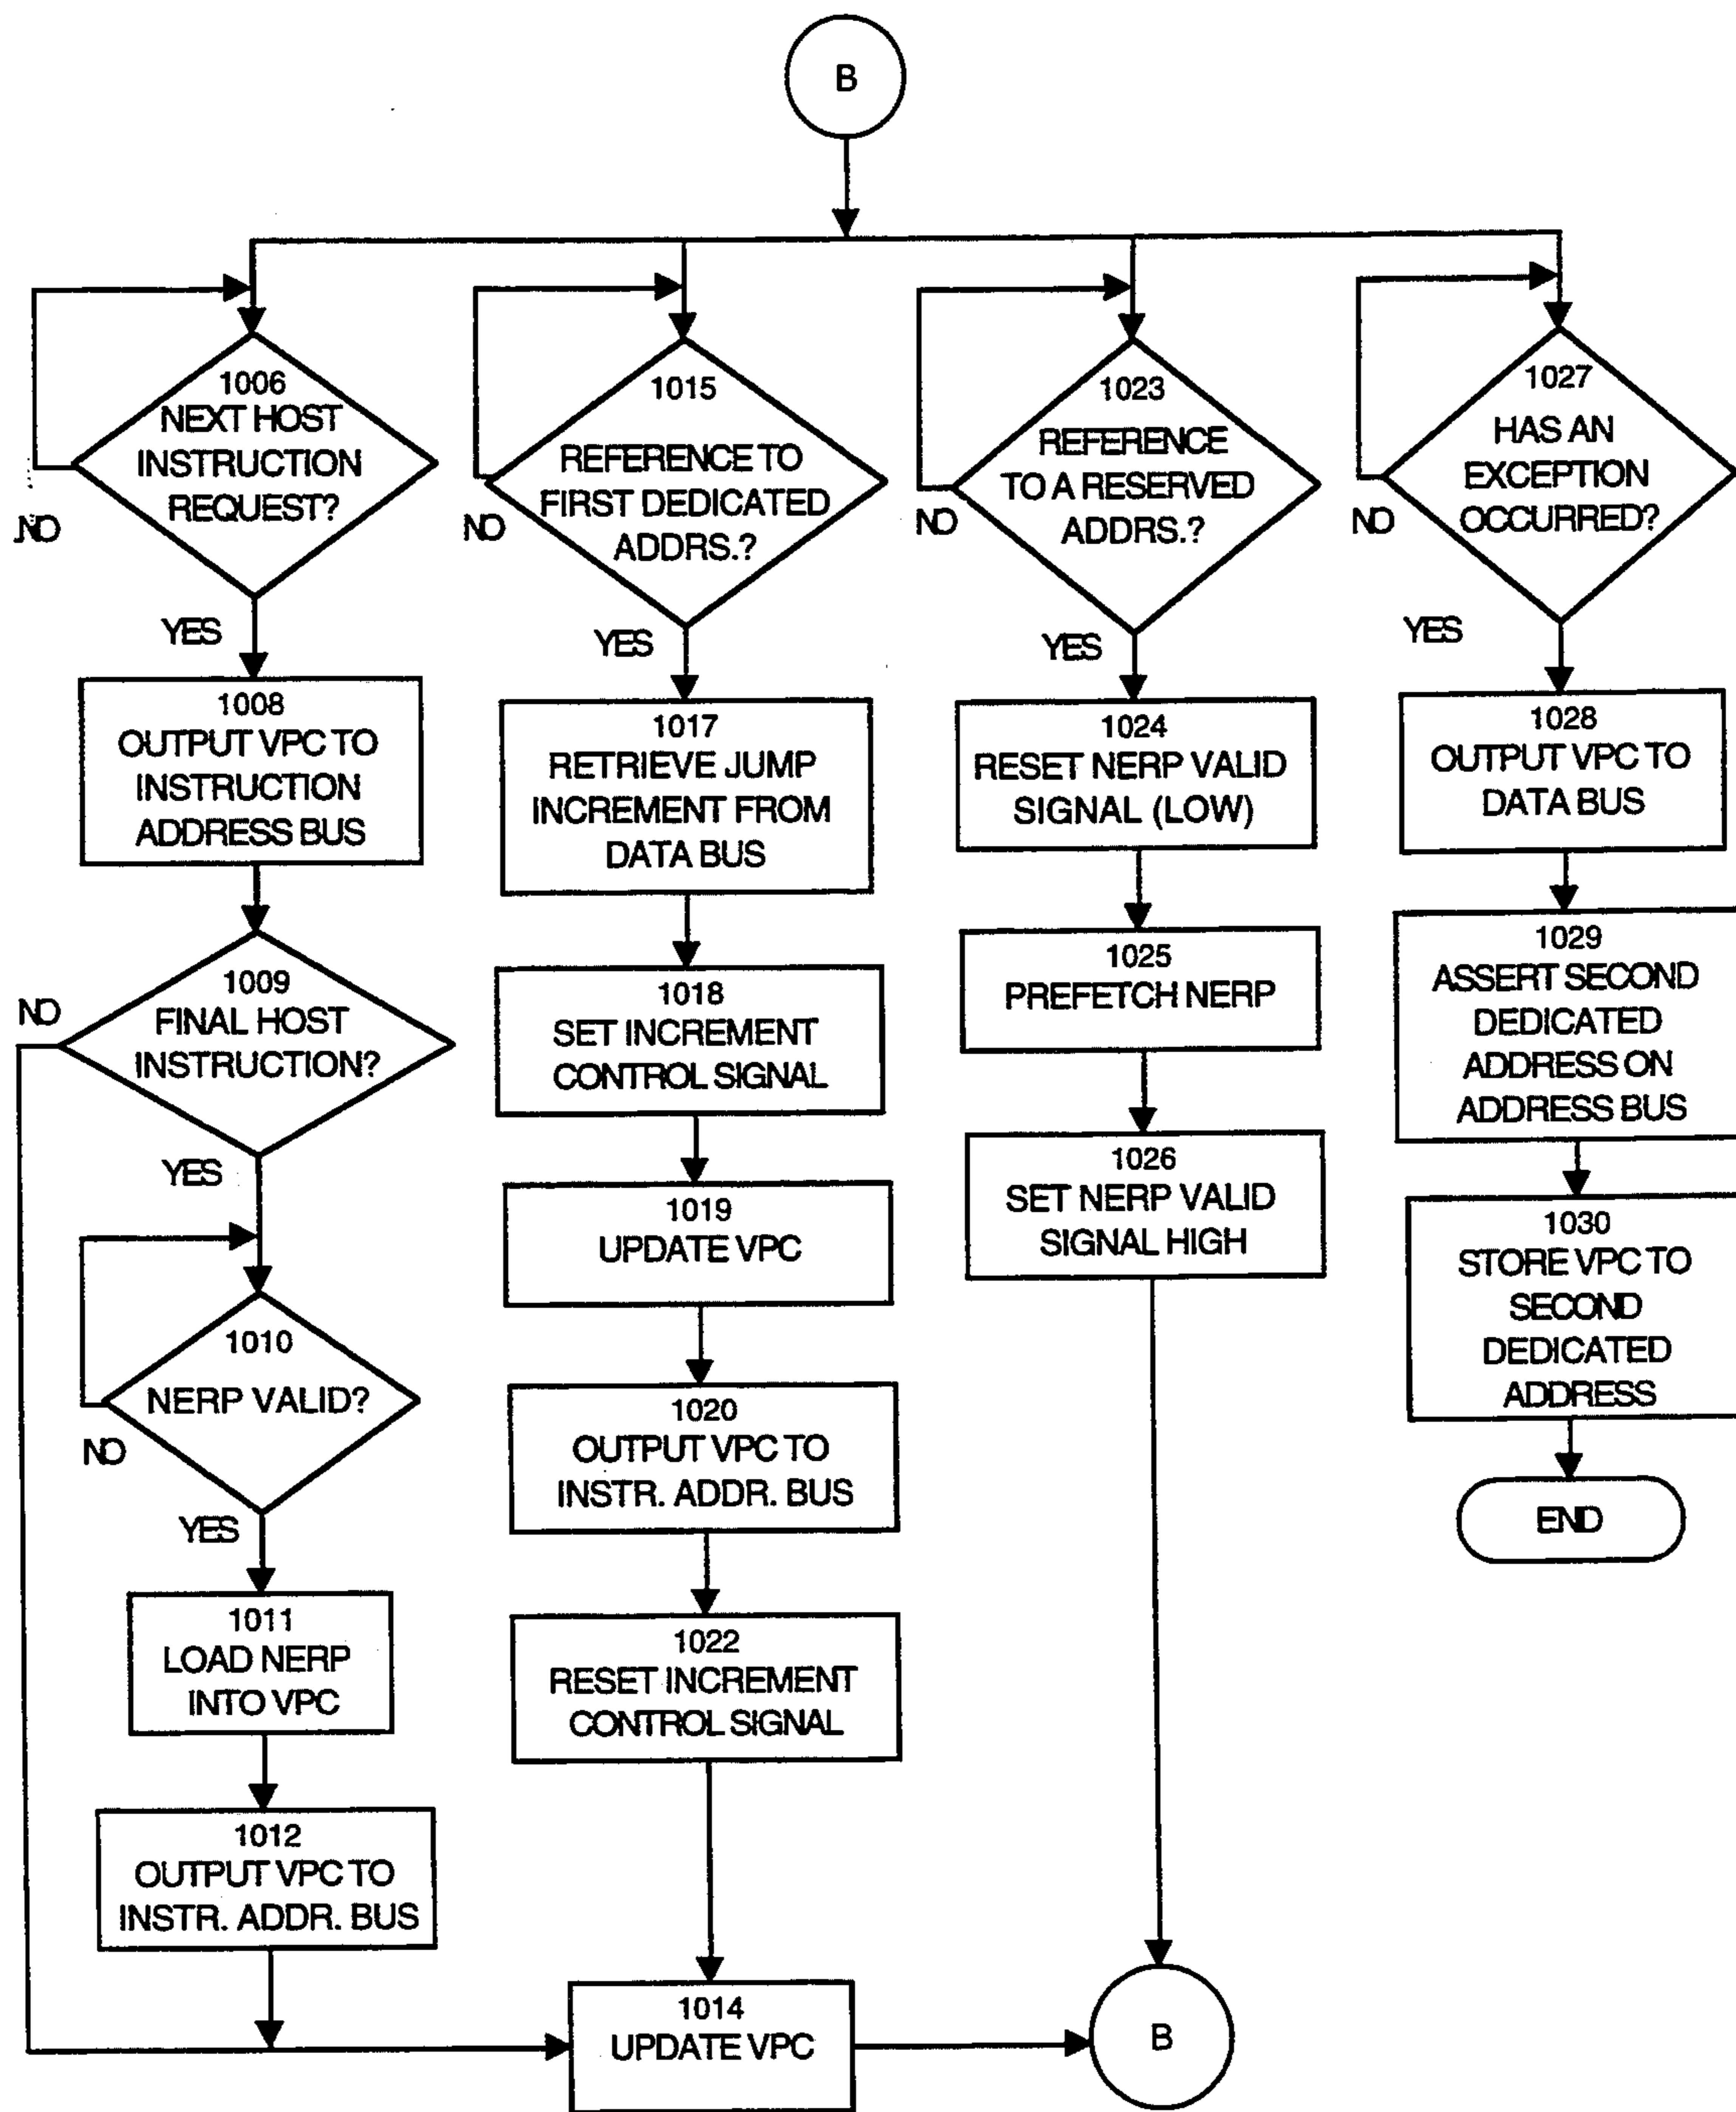 B
1006
NEXT HOST
INSTRUCTION
REQUEST?
NO
YES
1008
OUTPUT VPC TO
INSTRUCTION
ADDRESS BUS
1009
FINAL HOST
INSTRUCTION?
NO
YES
1010
NERP VALID?
NO
YES
1011
LOAD NERP
INTO VPC
1012
OUTPUT VPC TO
INSTR. ADDR. BUS
1015
REFERENCE TO
FIRST DEDICATED
ADDRS.?
NO
YES
1017
RETRIEVE JUMP
INCREMENT FROM
DATA BUS
1018
SET INCREMENT
CONTROL SIGNAL
1019
UPDATE VPC
1020
OUTPUT VPC TO
INSTR. ADDR. BUS
1022
RESET INCREMENT
CONTROL SIGNAL
1014
UPDATE VPC
1023
REFERENCE
TO A RESERVED
ADDRS.?
NO
YES
1024
RESET NERP VALID
SIGNAL (LOW)
1025
PREFETCH NERP
1026
SET NERP VALID
SIGNAL HIGH
B
1027
HAS AN
EXCEPTION
OCCURRED?
NO
YES
1028
OUTPUT VPC TO
DATA BUS
1029
ASSERT SECOND
DEDICATED
ADDRESS ON
ADDRESS BUS
1030
STORE VPC TO
SECOND
DEDICATED
ADDRESS
END